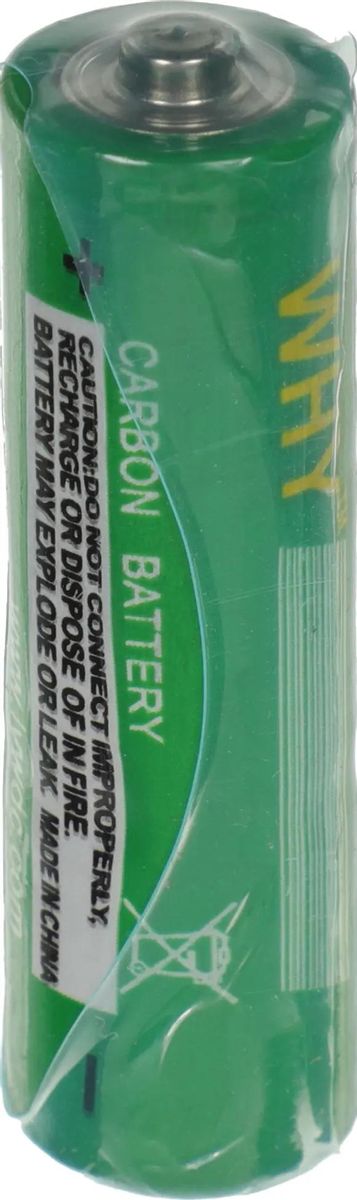 +
CAUTION: DO NOT CONNECT IMPROPERLY,
RECHARGE OR DISPOSE OF IN FIRE.
BATTERY MAY EXPLODE OR LEAK. MADE IN CHINA
-
CARBON BATTERY
WHY